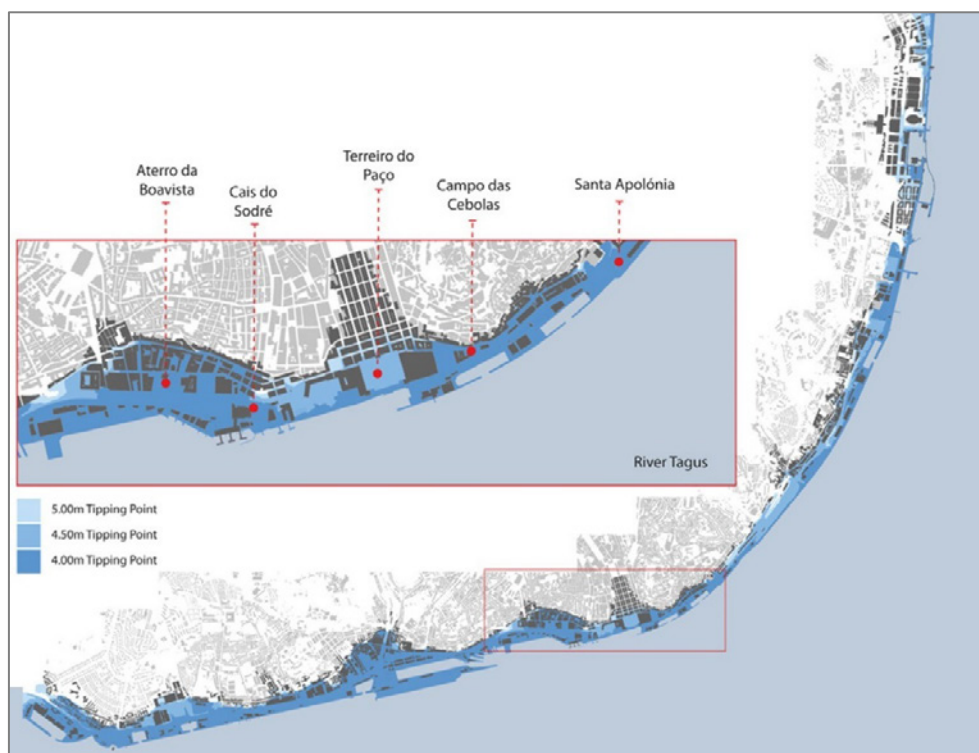 Aterro da
Boavista
Cais do
Sodré
Terreiro do
Paço
Campo das
Cebolas
Santa Apolónia
River Tagus
5.00m Tipping Point
4.50m Tipping Point
4.00m Tipping Point